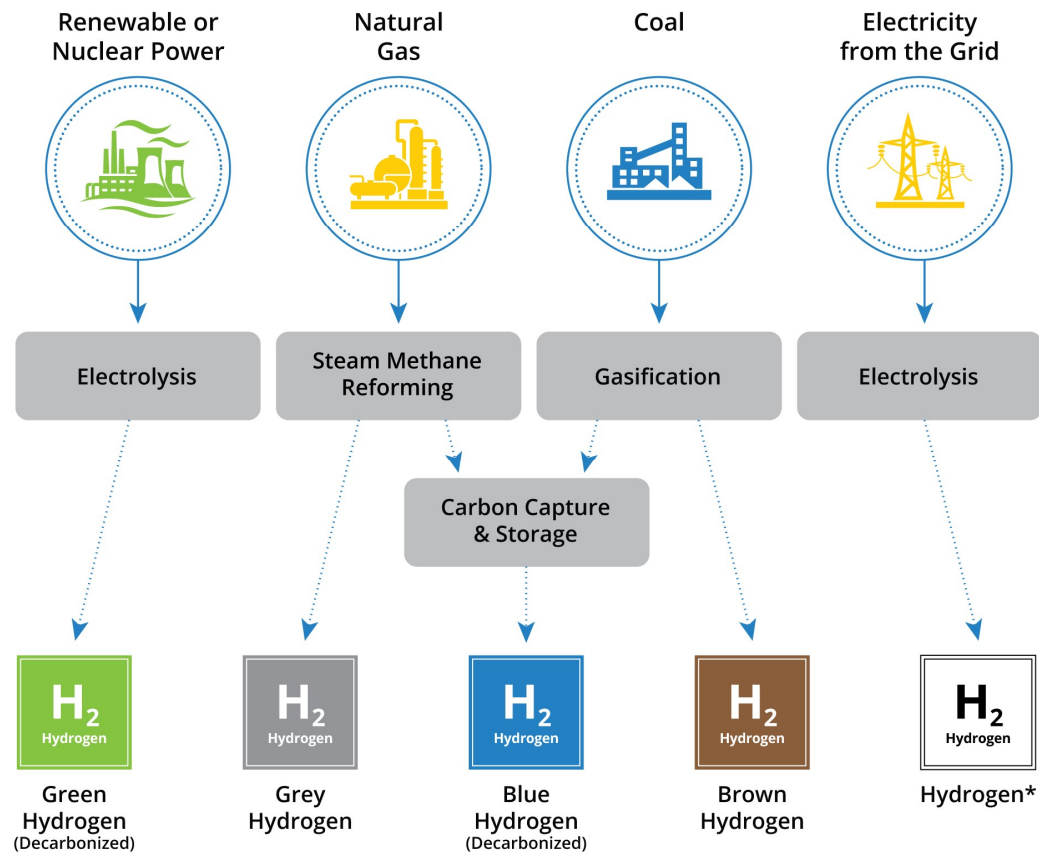 Renewable or
Nuclear Power
Natural
Gas
Coal
Electricity
from the Grid
Electrolysis
Steam Methane
Reforming
Gasification
Electrolysis
Carbon Capture
& Storage
H2
Hydrogen
H2
Hydrogen
H2
Hydrogen
H2
Hydrogen
H2
Hydrogen
Green
Hydrogen
(Decarbonized)
Grey
Hydrogen
Blue
Hydrogen
(Decarbonized)
Brown
Hydrogen
Hydrogen*